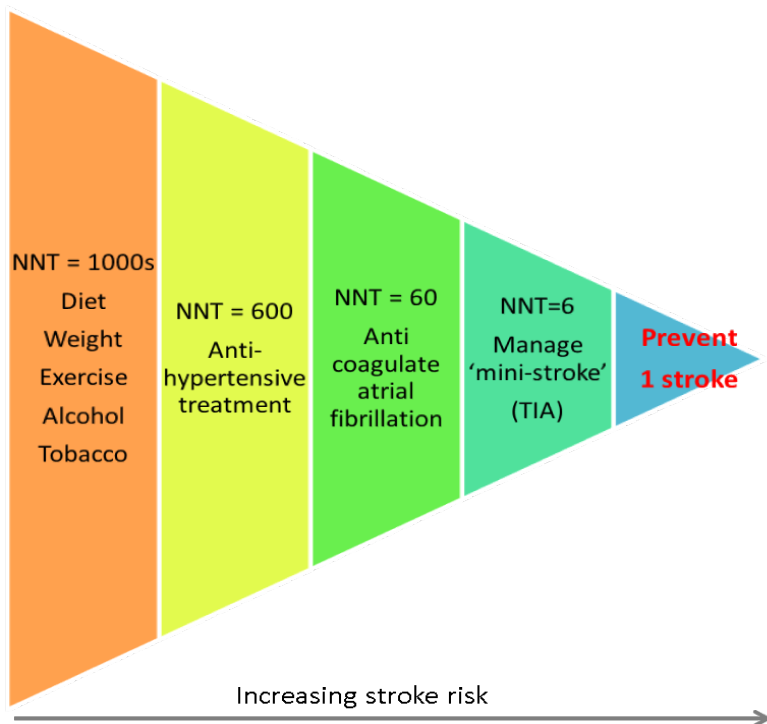 NNT = 1000s
Diet
Weight
Exercise
Alcohol
Tobacco
NNT = 600
Anti-
hypertensive
treatment
NNT = 60
Anti
coagulate
atrial
fibrillation
NNT=6
Manage
‘mini-stroke’
(TIA)
Prevent
1 stroke
Increasing stroke risk